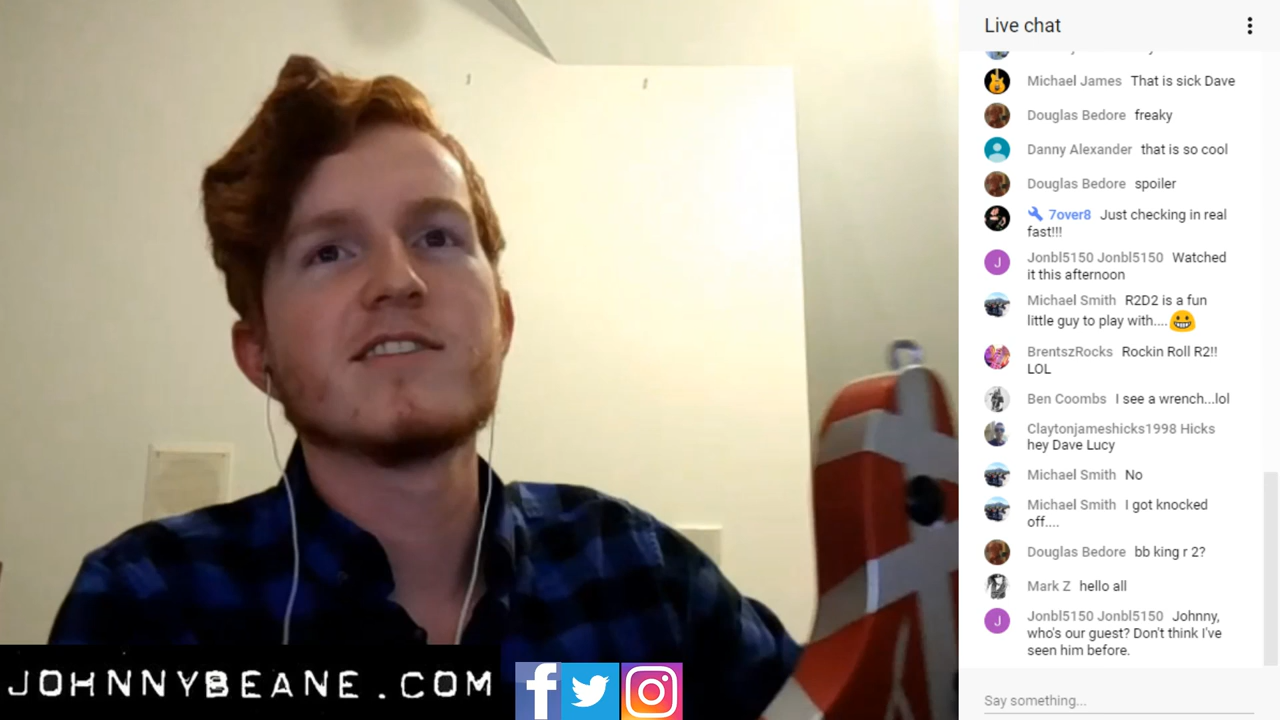 Live chat
Michael James That is sick Dave
Douglas Bedore freaky
Danny Alexander that is so cool
Douglas Bedore spoiler
7over8 Just checking in real
fast!!!
J
Jonbl5150 Jonbl5150 Watched
it this afternoon
Michael Smith R2D2 is a fun
little guy to play with....
BrentszRocks Rockin Roll R2!!
LOL
Ben Coombs I see a wrench...lol
Claytonjameshicks1998 Hicks
hey Dave Lucy
Michael Smith No
Michael Smith I got knocked
off....
Douglas Bedore bb king r 2?
Mark Z hello all
J
Jonbl5150 Jonbl5150 Johnny,
who's our guest? Don't think I've
seen him before.
Say something...
JOHNNYBEANE.COM
f